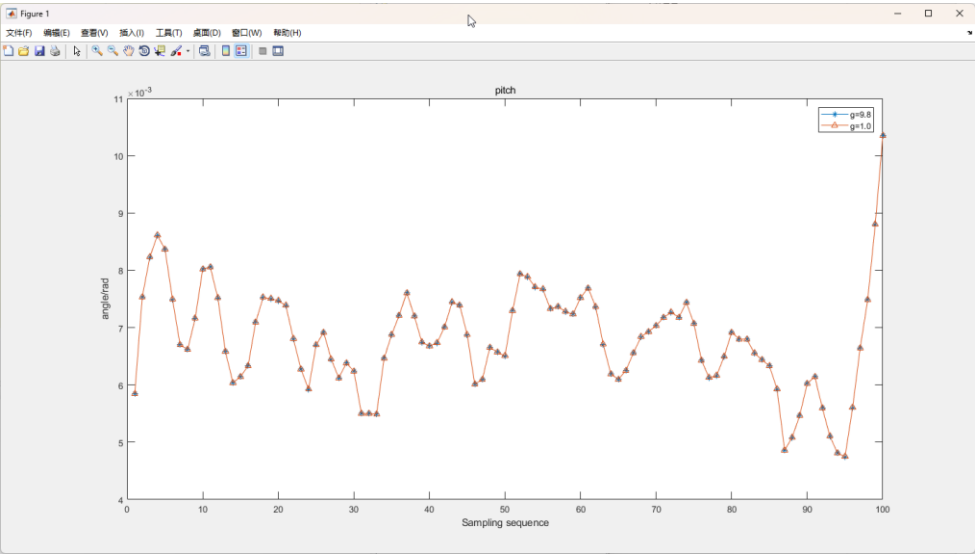 Figure 1
文件(F) 编辑(E) 查看(V) 插入(I) 工具(T) 桌面(D) 窗口(W) 帮助(H)
pitch
×10⁻³
11
10
9
8
7
6
5
4
angle/rad
g=9.8
g=1.0
0 10 20 30 40 50 60 70 80 90 100
Sampling sequence